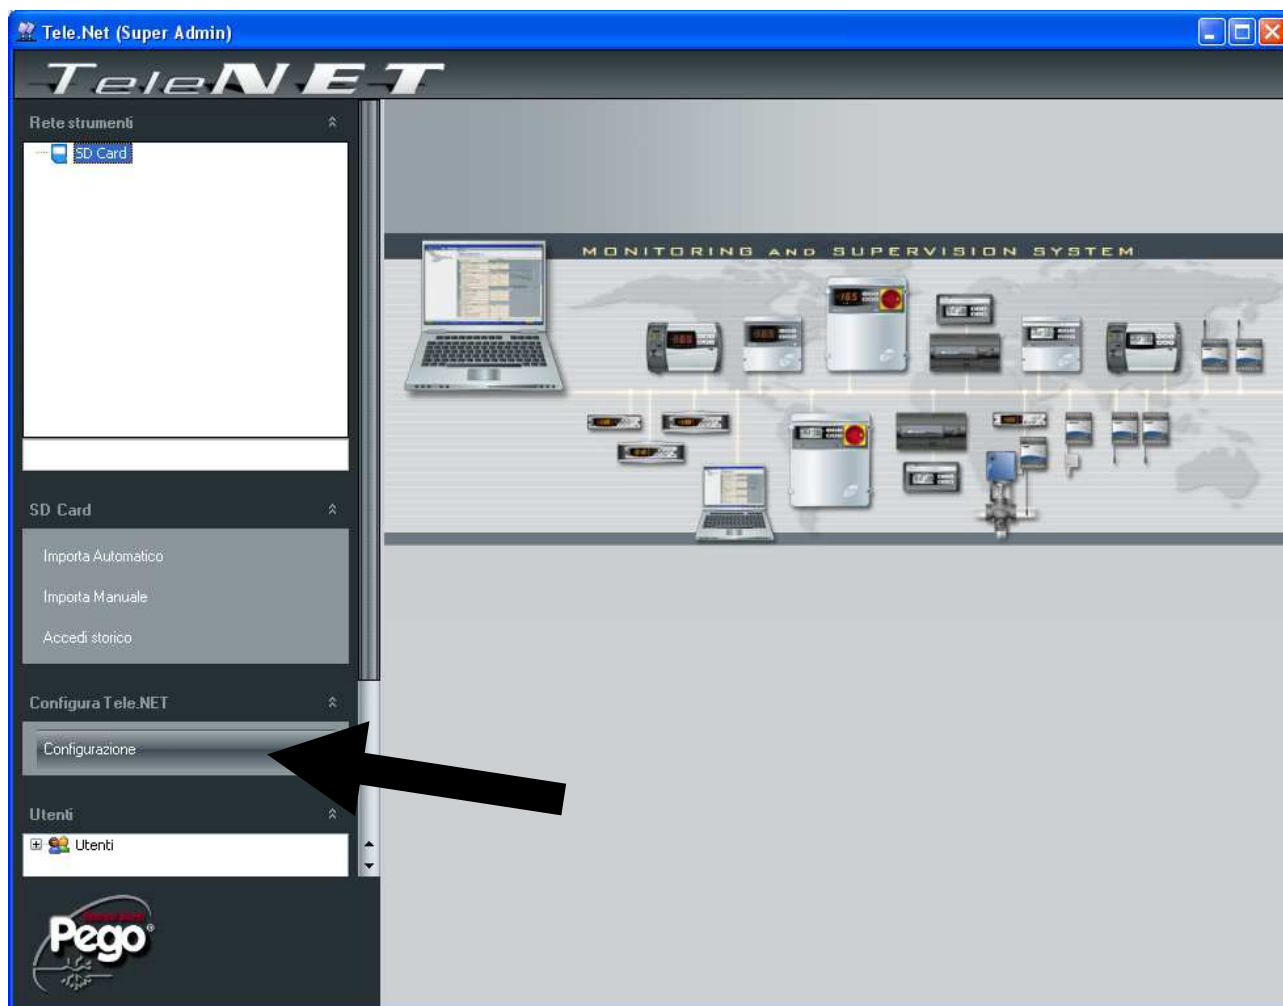 Tele.Net (Super Admin)
TeleNET
Rete strumenti
SD Card
MONITORING AND SUPERVISION SYSTEM
SD Card
Importa Automatico
Importa Manuale
Accedi storico
Configura Tele.NET
Configurazione
Utenti
Utenti
Pego®